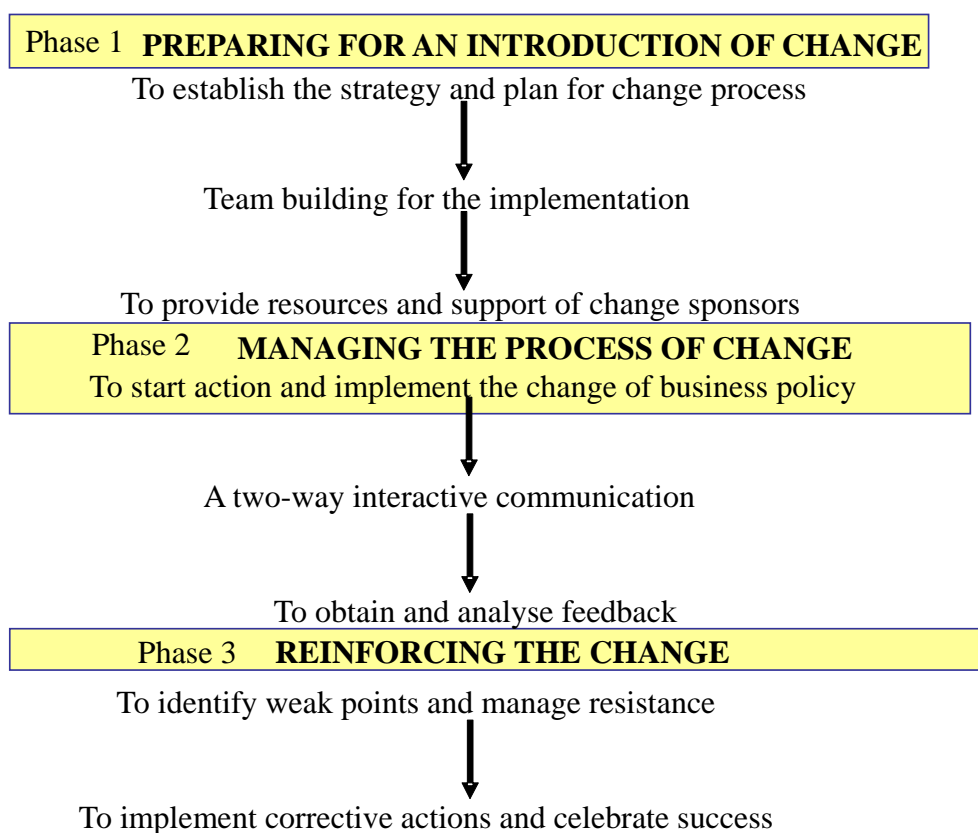 Phase 1 PREPARING FOR AN INTRODUCTION OF CHANGE
To establish the strategy and plan for change process
Team building for the implementation
To provide resources and support of change sponsors
Phase 2 MANAGING THE PROCESS OF CHANGE
To start action and implement the change of business policy
A two-way interactive communication
To obtain and analyse feedback
Phase 3 REINFORCING THE CHANGE
To identify weak points and manage resistance
To implement corrective actions and celebrate success